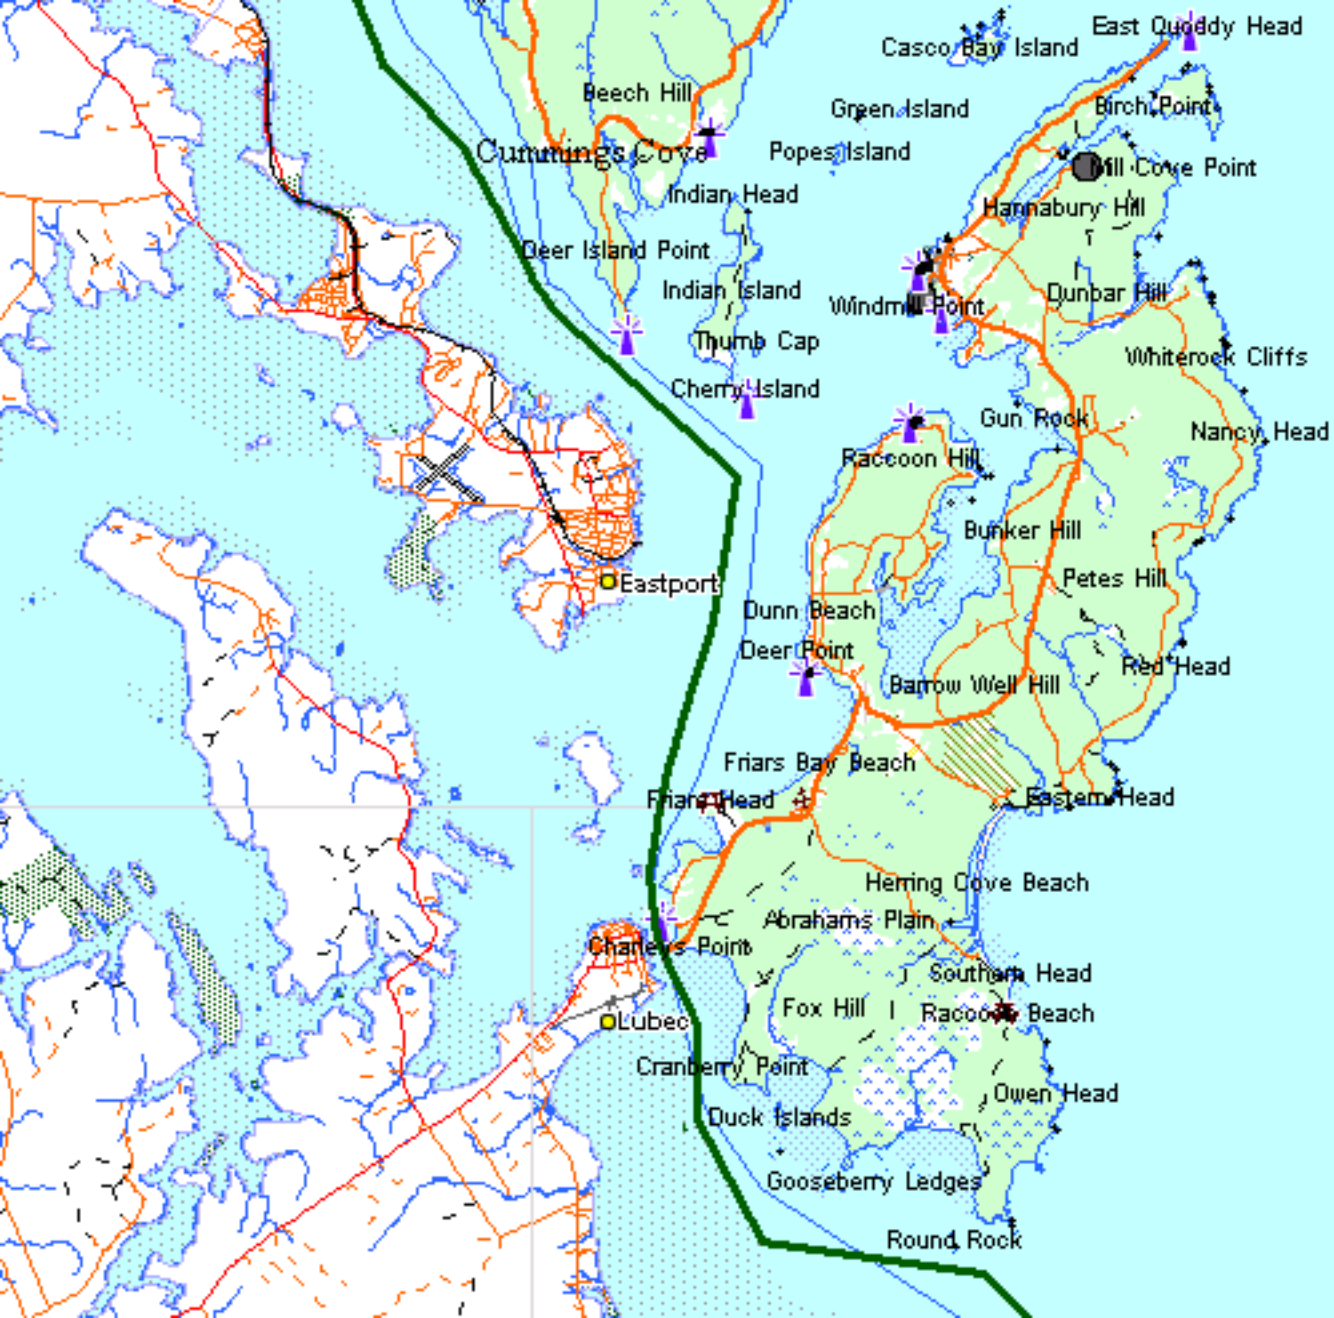 East Quoddy Head
Casco Bay Island
Beech Hill
Green Island
Birch Point
Cummings Cove
Popes Island
Mill Cove Point
Indian Head
Hannabury Hill
Deer Island Point
Indian Island
Dunbar Hill
Windmill Point
Thumb Cap
Whiterock Cliffs
Cherry Island
Gun Rock
Nancy Head
Raccoon Hill
Bunker Hill
Eastport
Petes Hill
Dunn Beach
Deer Point
Red Head
Barrow Well Hill
Friars Bay Beach
Friars Head
Eastern Head
Herring Cove Beach
Abrahams Plain
Charleys Point
Southern Head
Fox Hill
Raccoon Beach
Lubec
Cranberry Point
Owen Head
Duck Islands
Gooseberry Ledges
Round Rock